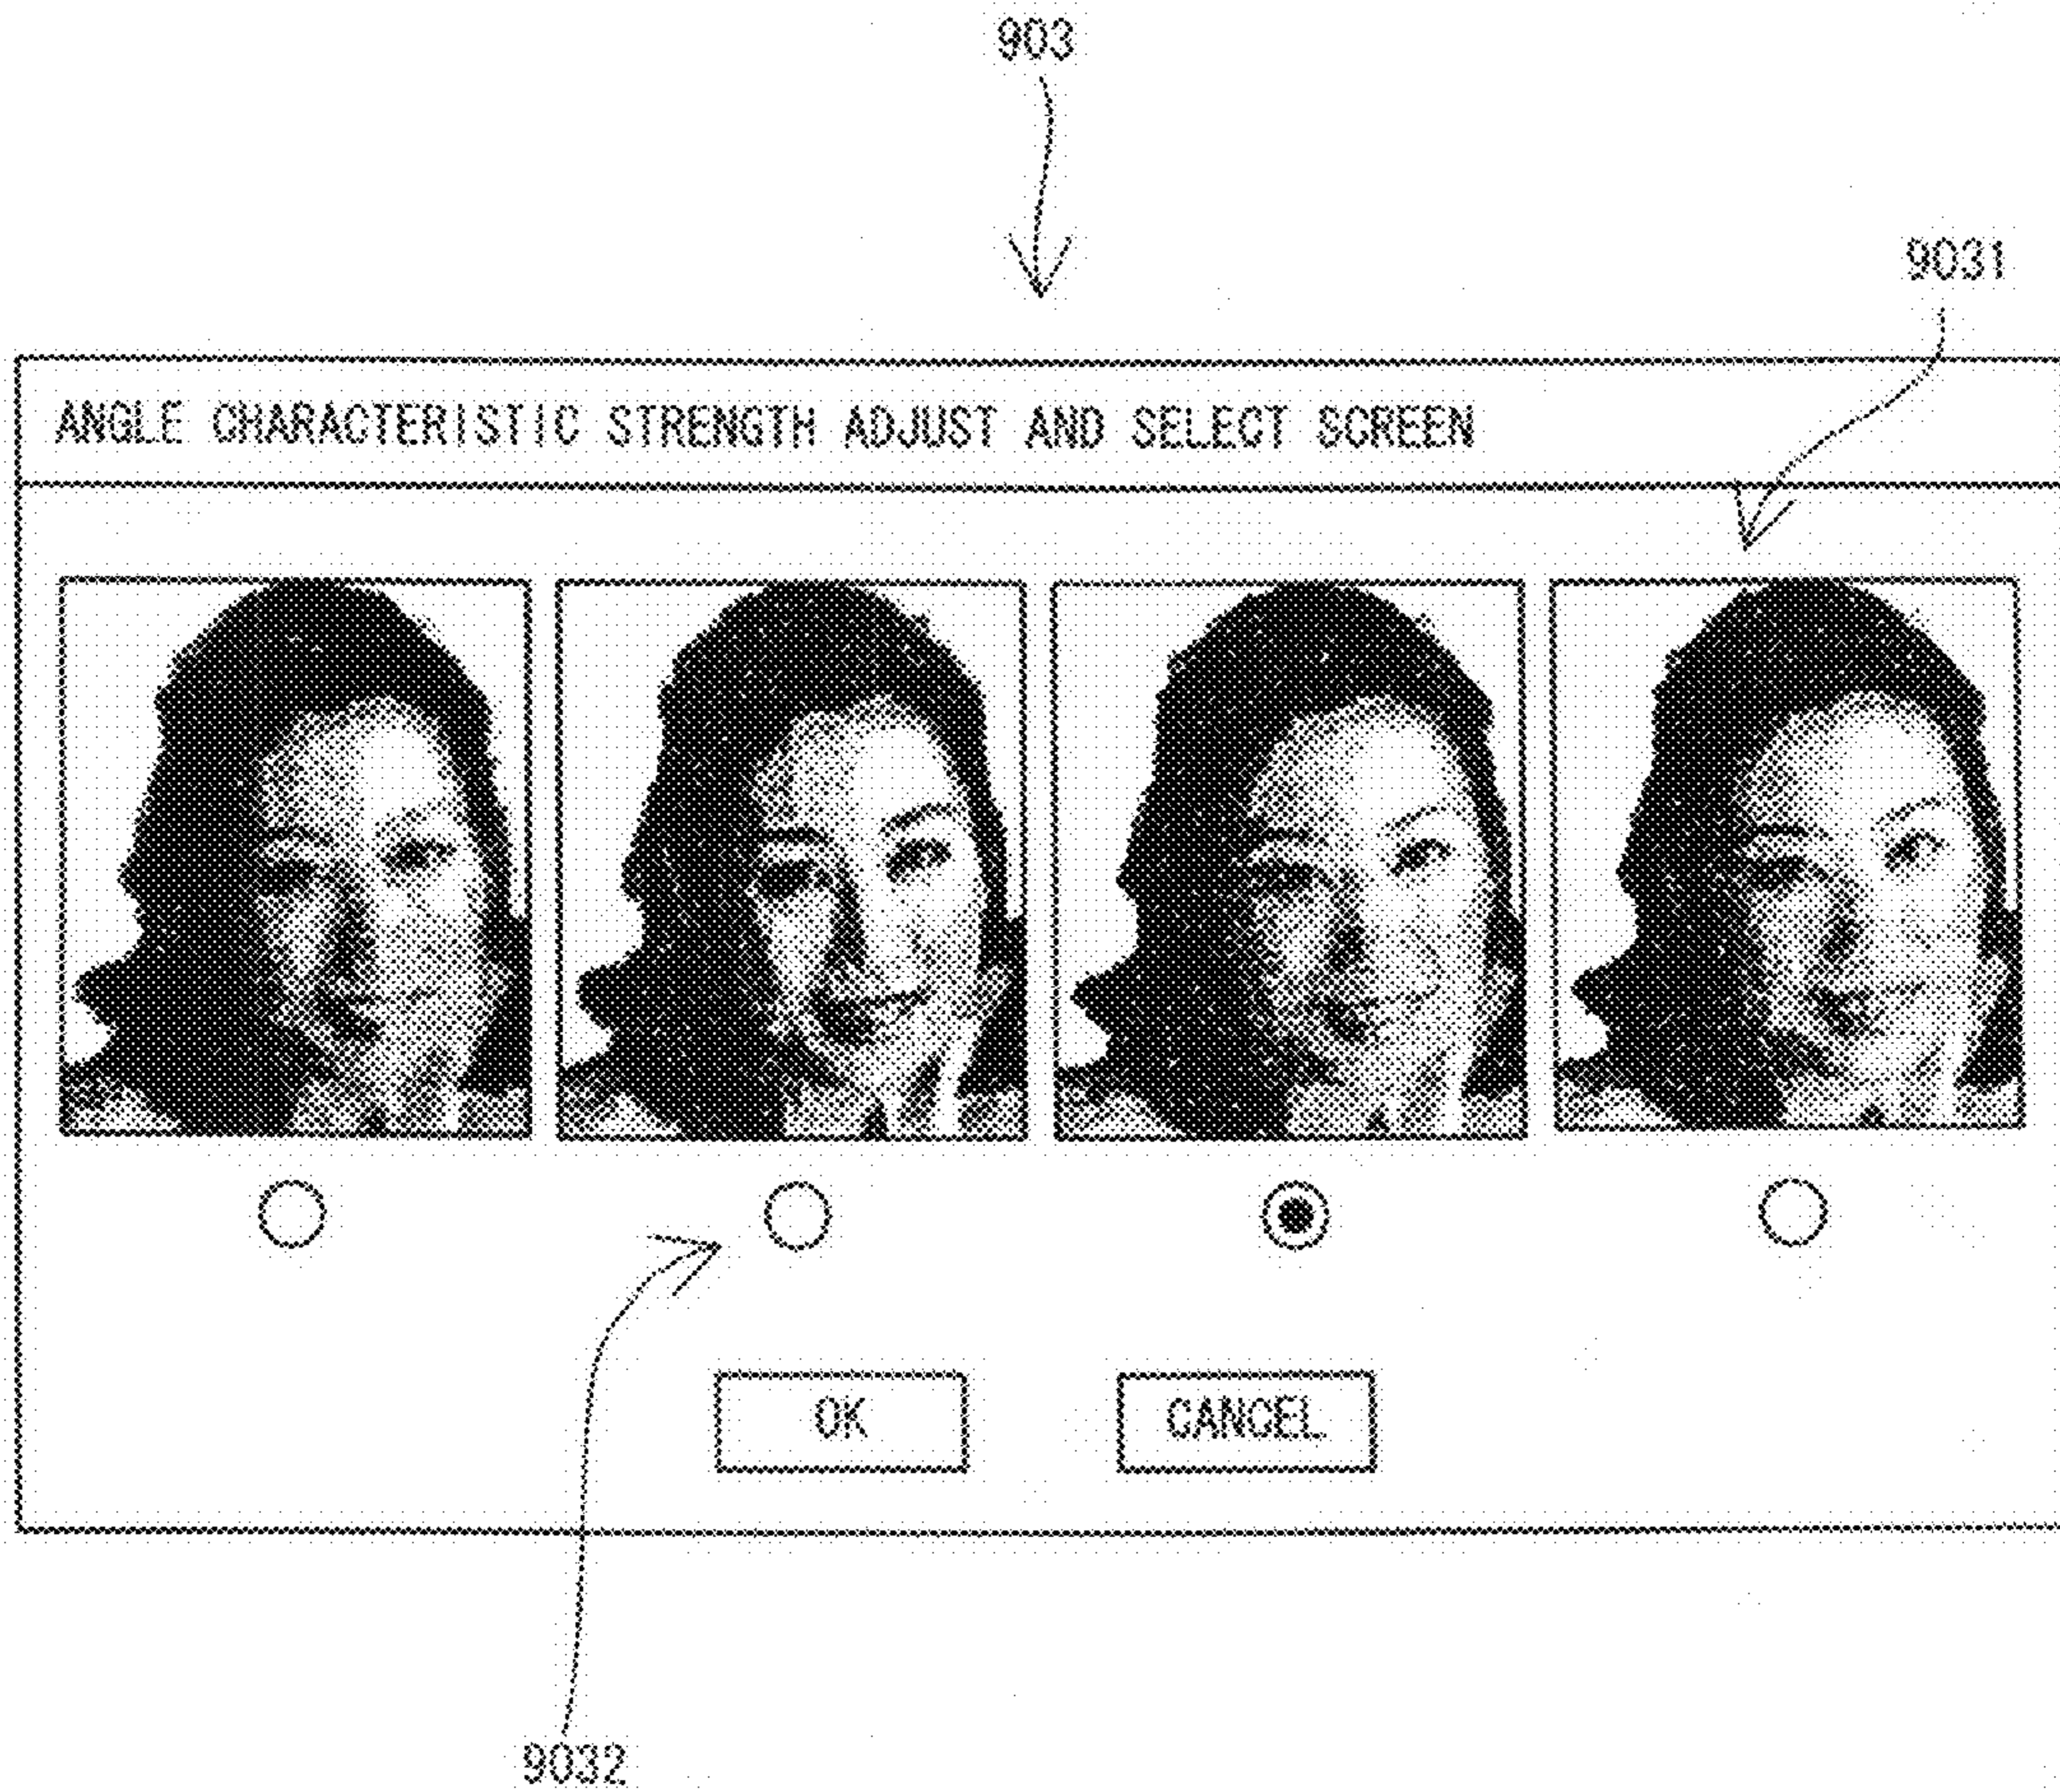 903
9031
ANGLE CHARACTERISTIC STRENGTH ADJUST AND SELECT SCREEN
OK
CANCEL
9032